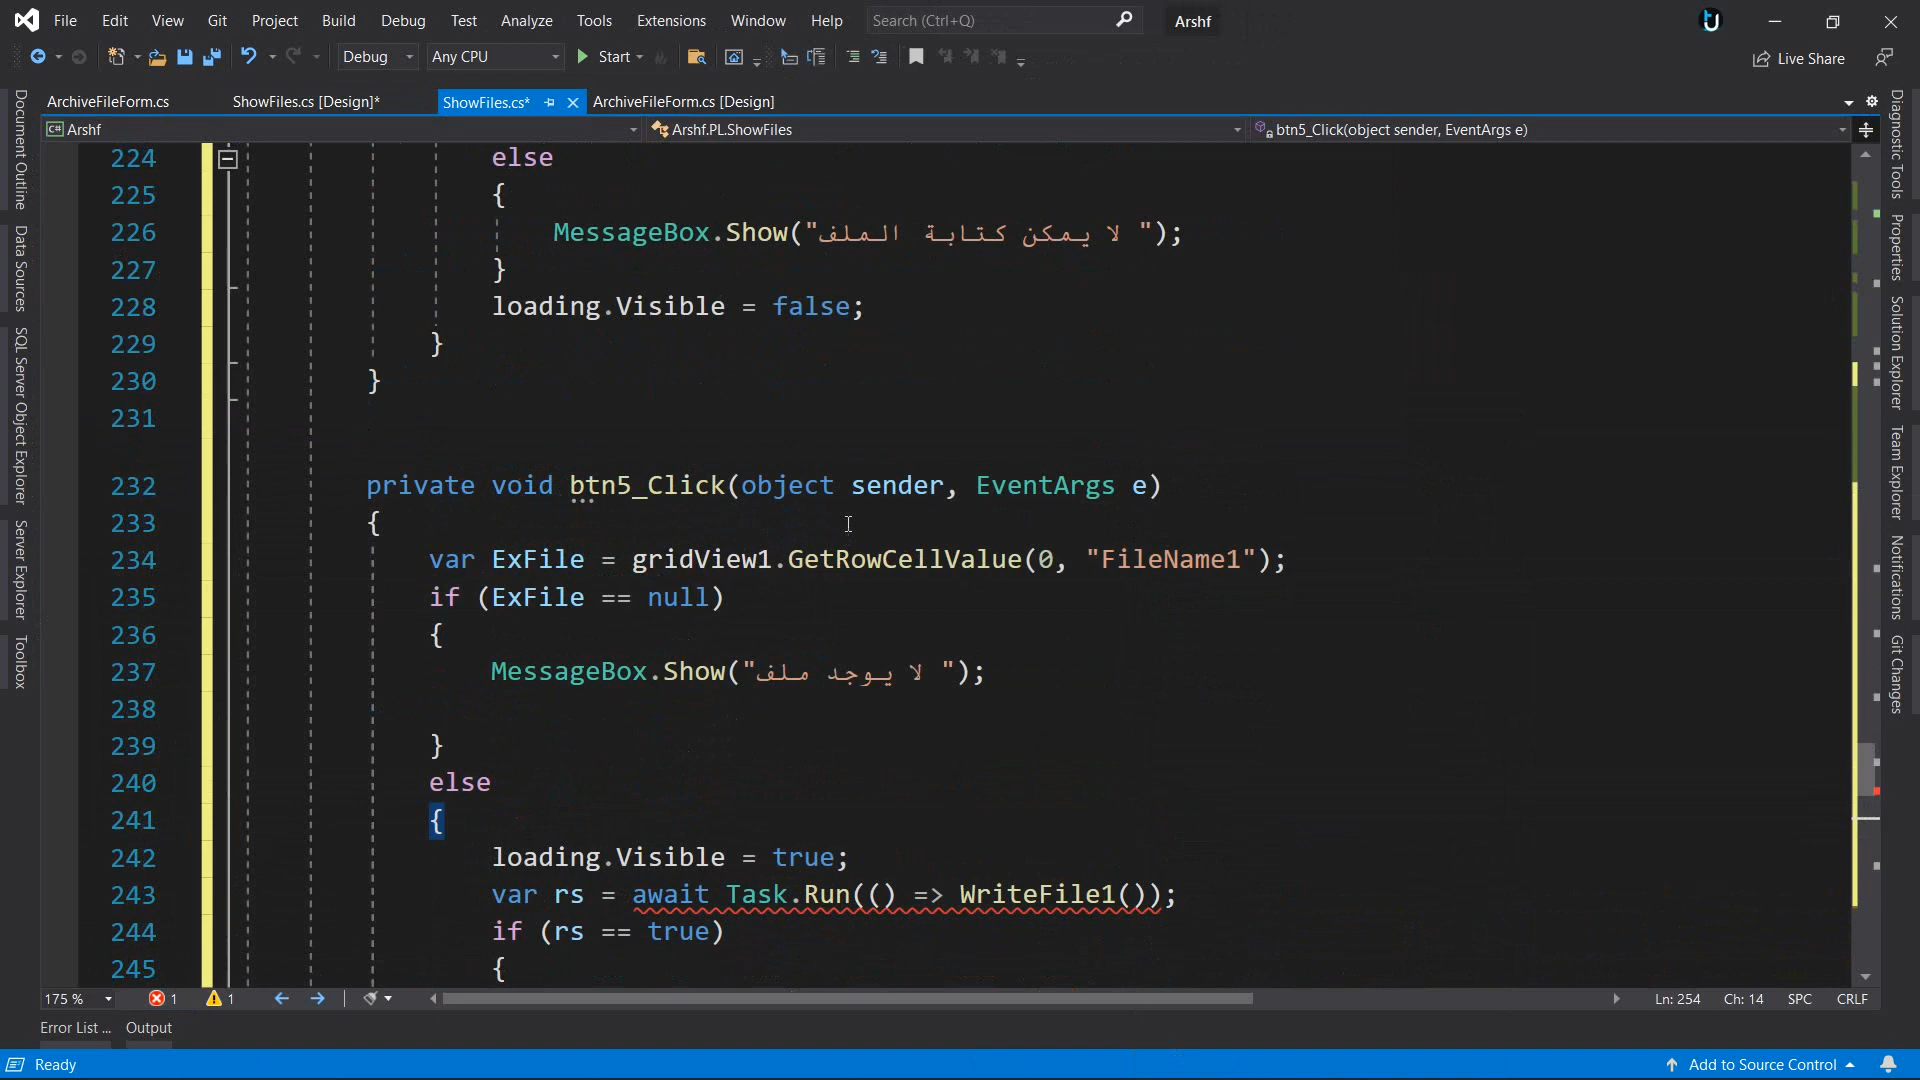 File Edit View Git Project Build Debug Test Analyze Tools Extensions Window Help Search (Ctrl+Q) Arshf
Debug Any CPU Start Live Share
ArchiveFileForm.cs ShowFiles.cs [Design]* ShowFiles.cs* ArchiveFileForm.cs [Design]
C# Arshf Arshf.PL.ShowFiles btn5_Click(object sender, EventArgs e)
Document Outline
Data Sources
SQL Server Object Explorer
Server Explorer
Toolbox
224 else
225 {
226 MessageBox.Show("لا يمكن كتابة الملف ");
227 }
228 loading.Visible = false;
229 }
230 }
231
232 private void btn5_Click(object sender, EventArgs e)
233 {
234 var ExFile = gridView1.GetRowCellValue(0, "FileName1");
235 if (ExFile == null)
236 {
237 MessageBox.Show("لا يوجد ملف ");
238
239 }
240 else
241 {
242 loading.Visible = true;
243 var rs = await Task.Run(() => WriteFile1());
244 if (rs == true)
245 {
Diagnostic Tools
Properties
Solution Explorer
Team Explorer
Notifications
Git Changes
175 % 1 1 Ln: 254 Ch: 14 SPC CRLF
Error List ... Output
Ready Add to Source Control